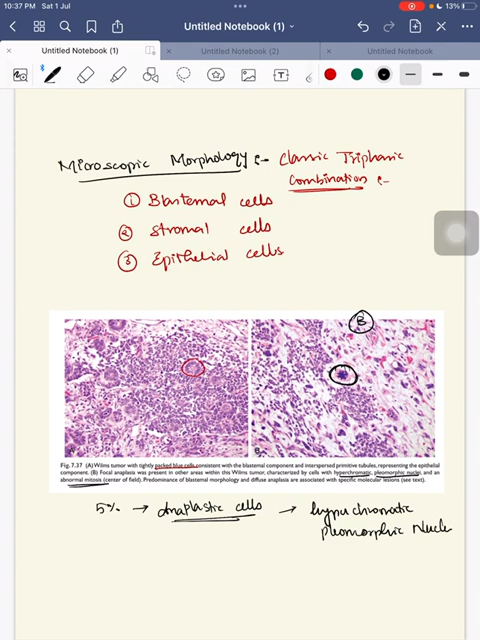 10:37 PM Sat 1 Jul
13%
Untitled Notebook (1)
Untitled Notebook (1)
Untitled Notebook (2)
Untitled Notebook
Microscopic Morphology :- Classic Triphasic
Combination :-
① Blastemal cells
② Stromal cells
③ Epithelial cells
B
B
Fig. 7.37 (A) Wilms tumor with tightly packed blue cells consistent with the blastemal component and interspersed primitive tubules, representing the epithelial
component. (B) Focal anaplasia was present in other areas within this Wilms tumor, characterized by cells with hyperchromatic, pleomorphic nuclei, and an
abnormal mitosis (center of field). Predominance of blastemal morphology and diffuse anaplasia are associated with specific molecular lesions (see text).
5% → Anaplastic cells → hyperchromatic
pleomorphic Nuclei